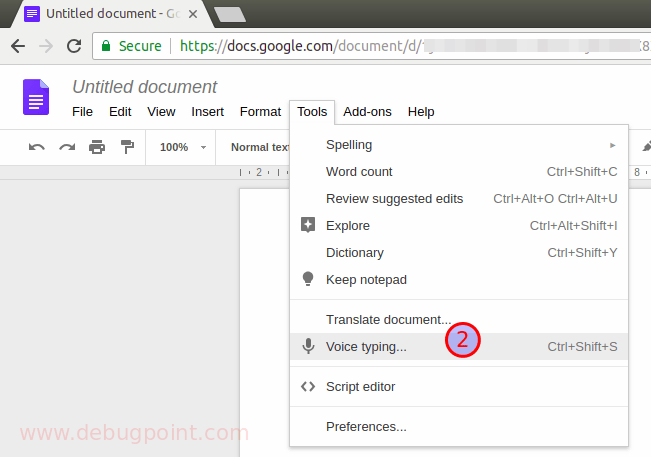 Untitled document - Go
Secure https://docs.google.com/document/d/
Untitled document
File Edit View Insert Format Tools Add-ons Help
100% Normal text
Spelling
Word count Ctrl+Shift+C
Review suggested edits Ctrl+Alt+O Ctrl+Alt+U
Explore Ctrl+Alt+Shift+I
Dictionary Ctrl+Shift+Y
Keep notepad
Translate document...
Voice typing... 2 Ctrl+Shift+S
Script editor
Preferences...
2
8
www.debugpoint.com